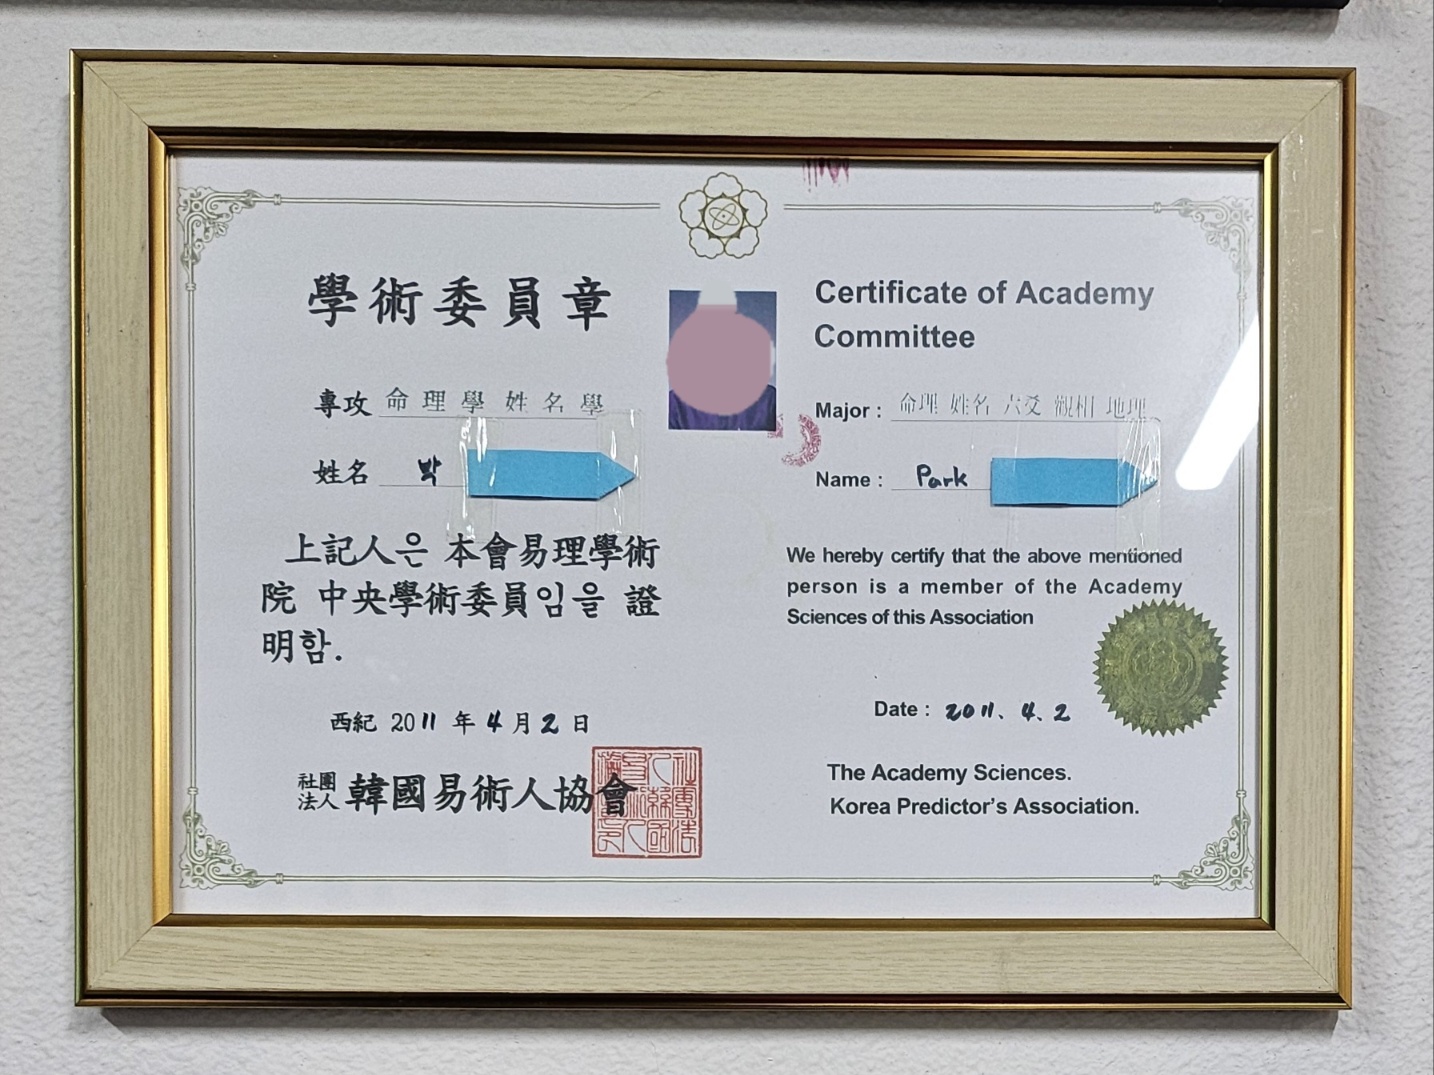 學術委員章
專攻 命理學姓名學
姓名 박
上記人은 本會易理學術
院 中央學術委員임을 證
明함.
西紀 2011 年 4 月 2 日
社團法人 韓國易術人協會
Certificate of Academy
Committee
Major : 命理 姓名 六爻 觀相 地理
Name : Park
We hereby certify that the above mentioned
person is a member of the Academy
Sciences of this Association
Date : 2011. 4. 2
The Academy Sciences.
Korea Predictor's Association.